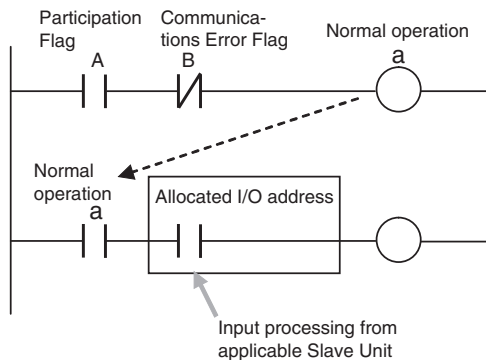 Participation
Flag
Communica-
tions Error Flag
Normal operation
A
B
a
Normal
operation
a
Allocated I/O address
Input processing from
applicable Slave Unit